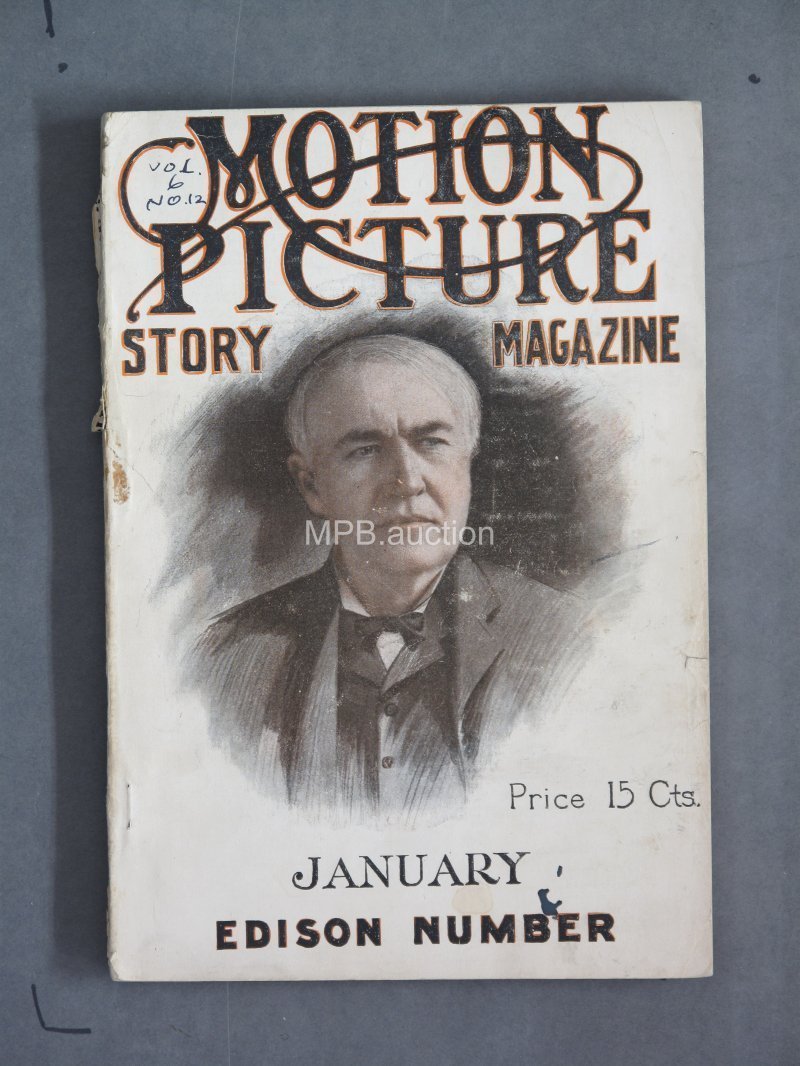 MOTION
VOL.
6
NO.12
PICTURE
STORY MAGAZINE
MPB.auction
Price 15 Cts.
JANUARY
EDISON NUMBER